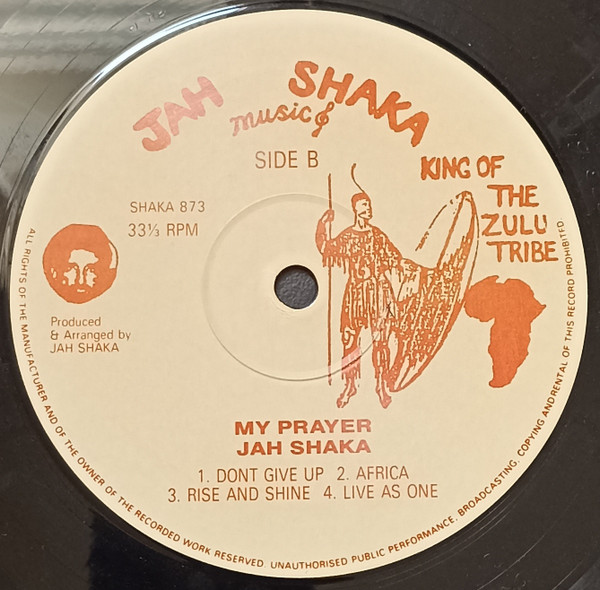 JAH SHAKA
music
SIDE B
KING OF
THE
ZULU
TRIBE
SHAKA 873
33⅓ RPM
Produced
& Arranged by
JAH SHAKA
MY PRAYER
JAH SHAKA
1. DONT GIVE UP 2. AFRICA
3. RISE AND SHINE 4. LIVE AS ONE
ALL RIGHTS OF THE MANUFACTURER AND OF THE OWNER OF THE RECORDED WORK RESERVED. UNAUTHORISED PUBLIC PERFORMANCE, BROADCASTING, COPYING ANDRENTAL OF THIS RECORD PROHIBITED.